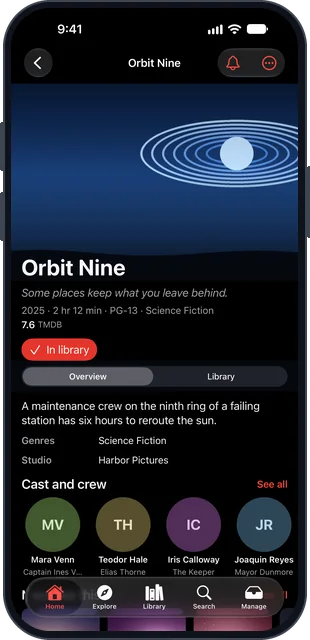 9:41
Orbit Nine
Orbit Nine
Some places keep what you leave behind.
2025 · 2 hr 12 min · PG-13 · Science Fiction
7.6 TMDB
In library
Overview
Library
A maintenance crew on the ninth ring of a failing
station has six hours to reroute the sun.
Genres
Science Fiction
Studio
Harbor Pictures
Cast and crew
See all
MV
TH
IC
JR
Mara Venn
Teodor Hale
Iris Calloway
Joaquin Reyes
Captain Ines V...
Elias Thorne
The Keeper
Mayor Dunmore
Home
Explore
Library
Search
Manage